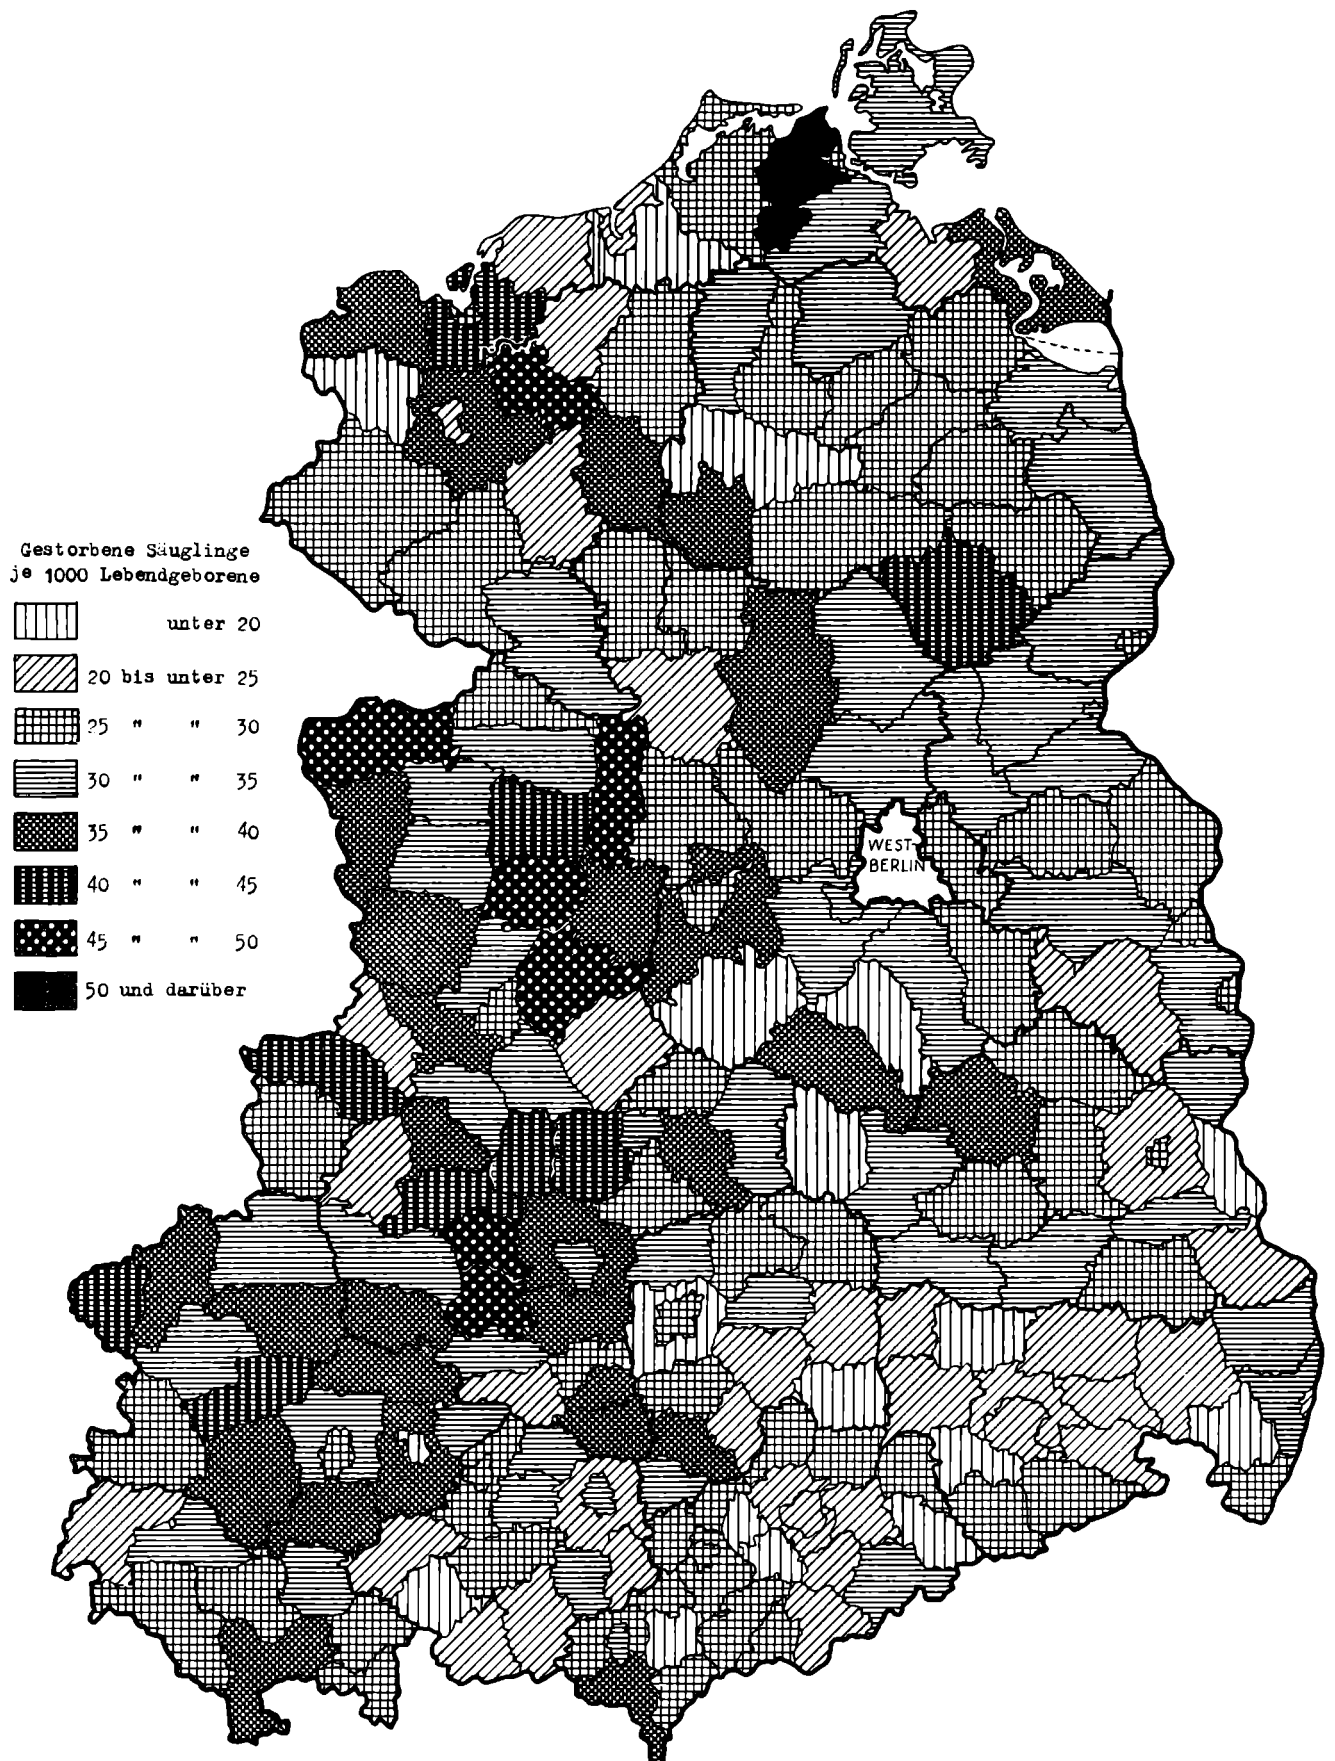 Gestorbene Säuglinge
je 1000 Lebendgeborene
unter 20
20 bis unter 25
25 " " 30
30 " " 35
35 " " 40
40 " " 45
45 " " 50
50 und darüber
WEST-
BERLIN